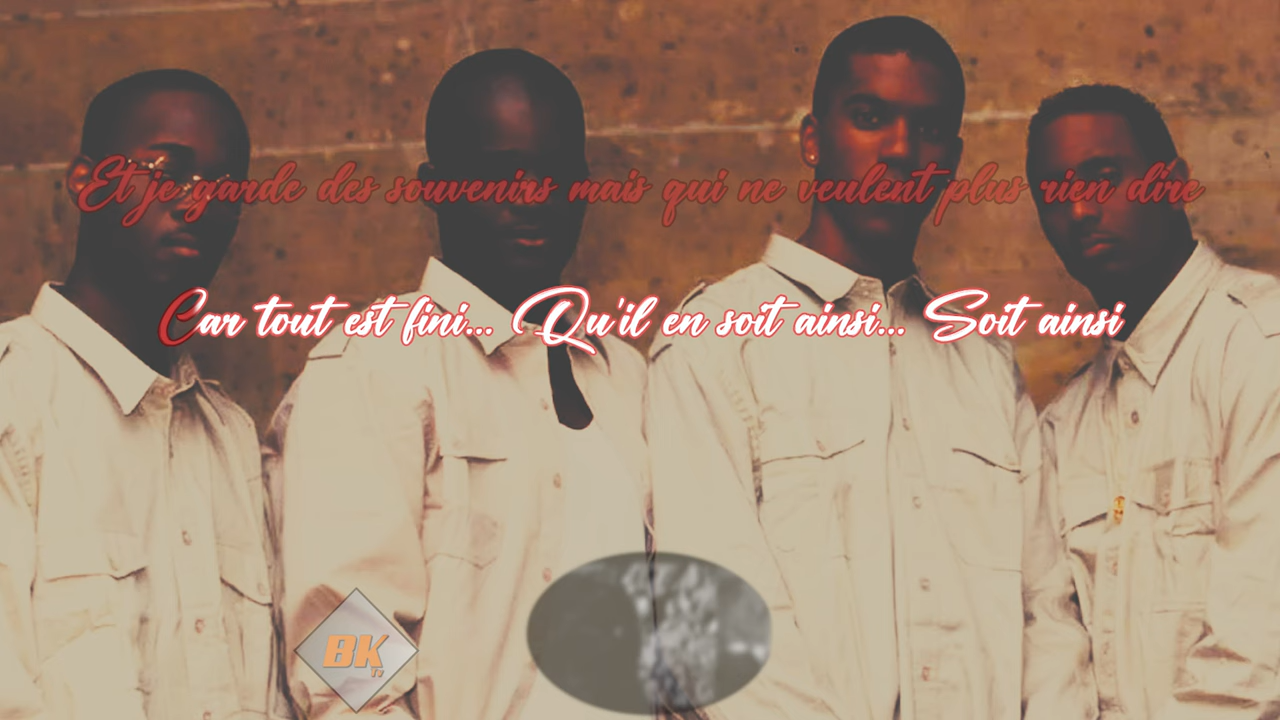 Et je garde des souvenirs mais qui ne veulent plus rien dire
Car tout est fini... Qu'il en soit ainsi... Soit ainsi
BK
TV